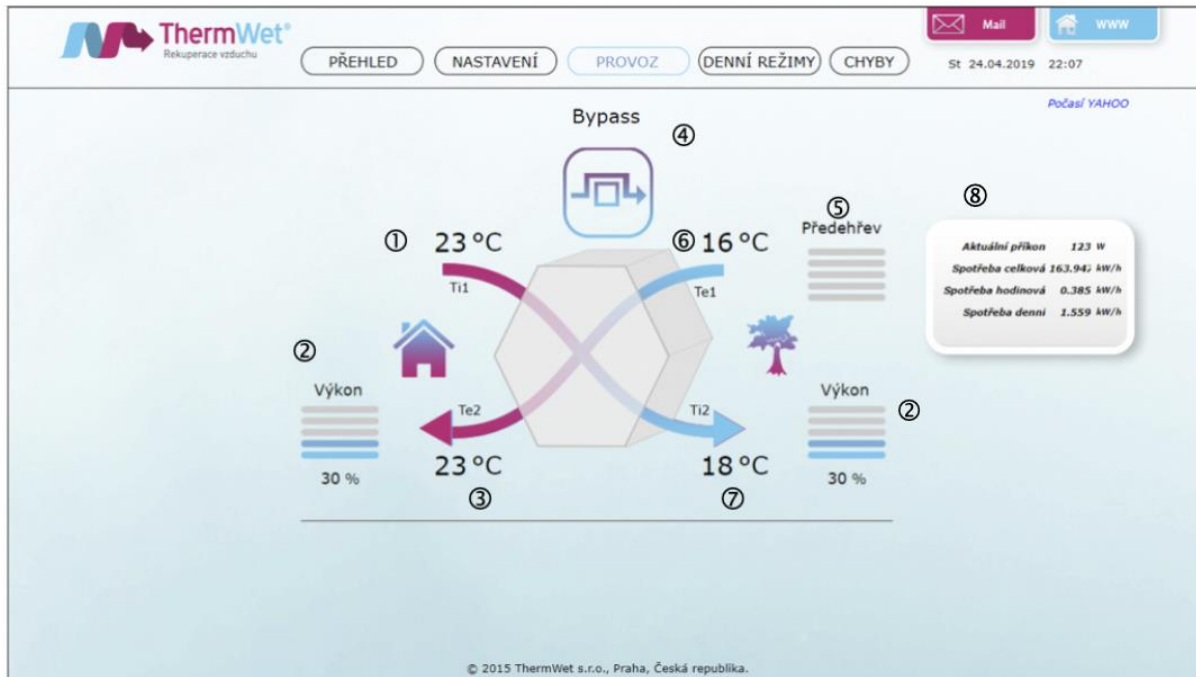 ThermWet®
Rekuperace vzduchu
Mail
WWW
PŘEHLED
NASTAVENÍ
PROVOZ
DENNÍ REŽIMY
CHYBY
St 24.04.2019 22:07
Počasí YAHOO
Bypass
④
①
23 °C
⑥
16 °C
⑤
Předehřev
⑧
Aktuální příkon 123 W
Spotřeba celková 163.942 kW/h
Spotřeba hodinová 0.385 kW/h
Spotřeba denní 1.559 kW/h
Ti1
Te1
②
Výkon
30 %
Te2
Ti2
Výkon
②
30 %
23 °C
③
18 °C
⑦
© 2015 ThermWet s.r.o., Praha, Česká republika.